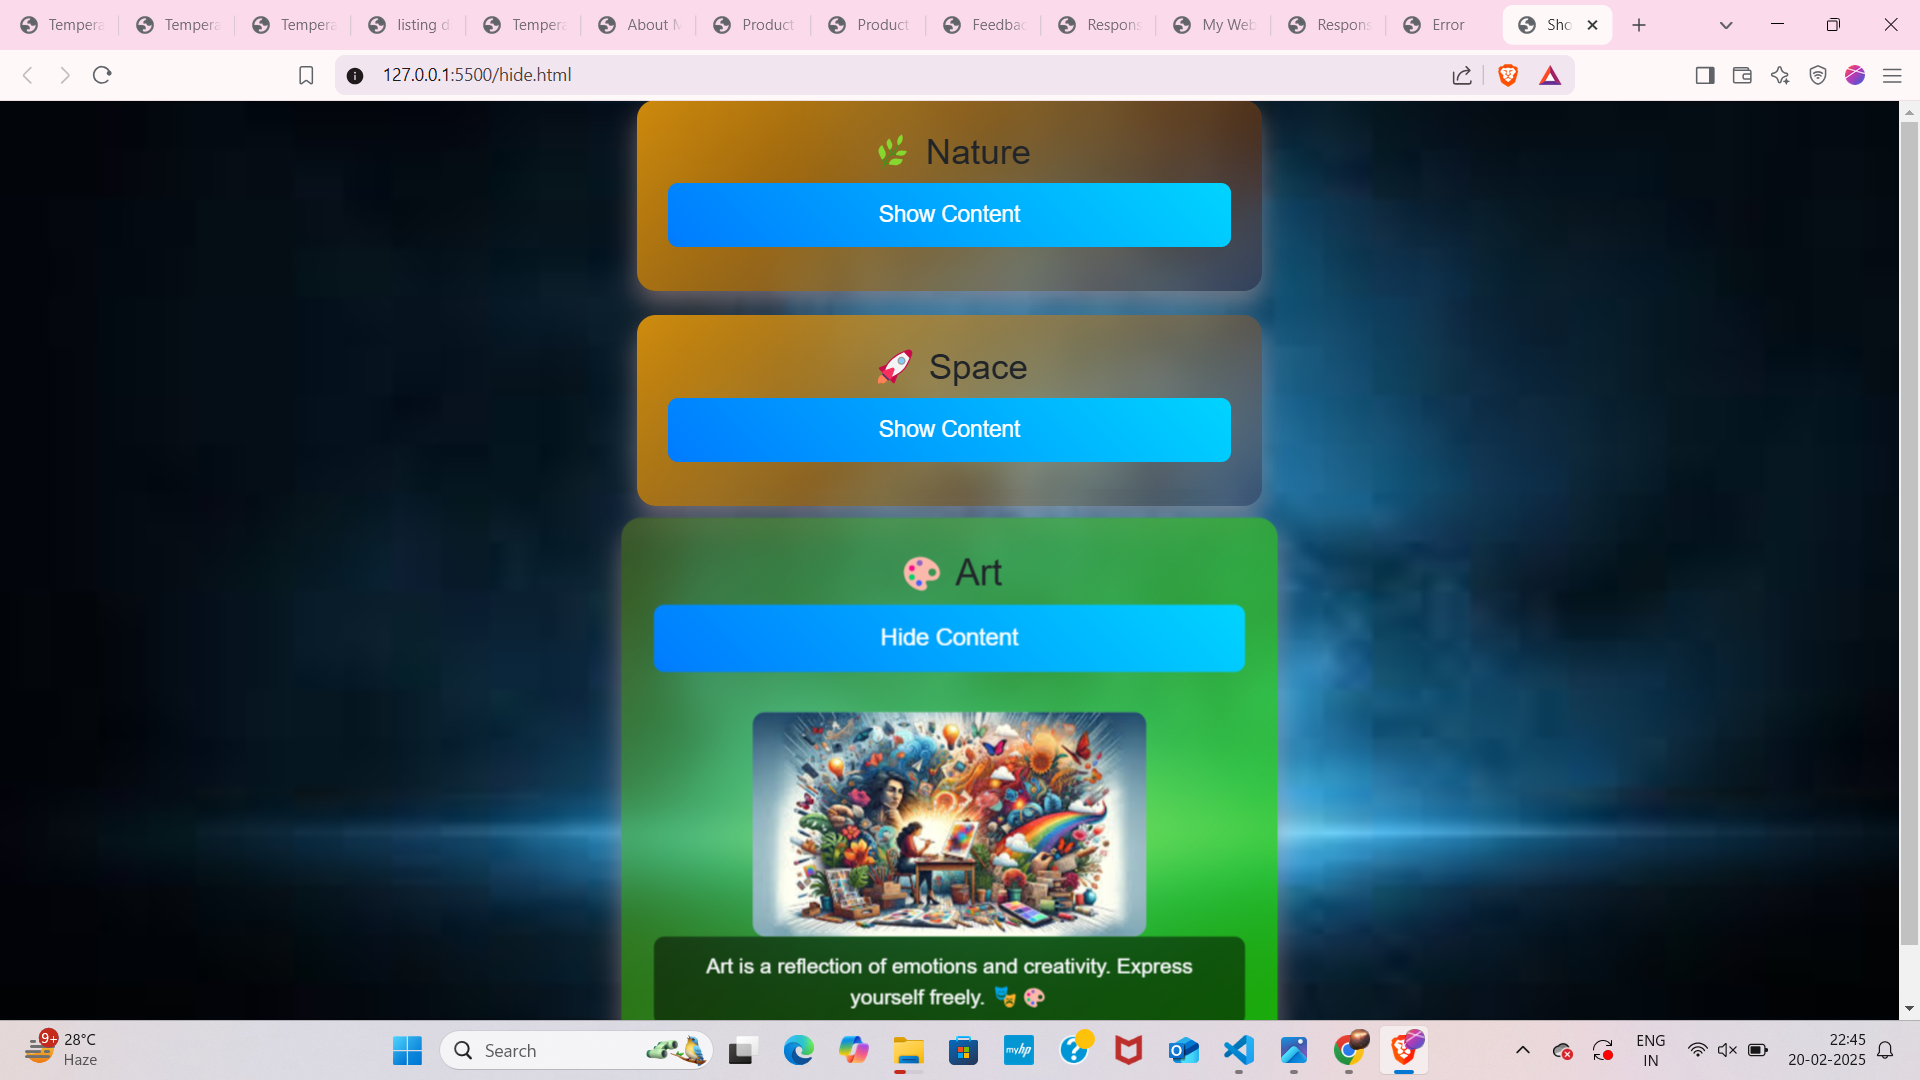 Tempera
Tempera
Tempera
listing d
Tempera
About M
Product
Product
Feedbac
Respons
My Web
Respons
Error
Sho
127.0.0.1:5500/hide.html
🌿 Nature
Show Content
🚀 Space
Show Content
🎨 Art
Hide Content
Art is a reflection of emotions and creativity. Express
yourself freely. 🎭 🎨
9+
28°C
Haze
Search
myhp
ENG
IN
22:45
20-02-2025